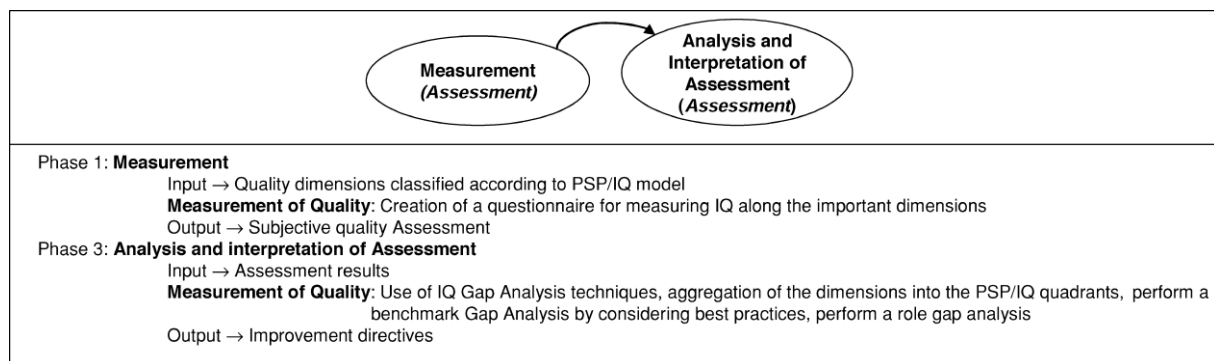 Measurement
(Assessment)
Analysis and
Interpretation of
Assessment
(Assessment)
Phase 1: Measurement
Input → Quality dimensions classified according to PSP/IQ model
Measurement of Quality: Creation of a questionnaire for measuring IQ along the important dimensions
Output → Subjective quality Assessment
Phase 3: Analysis and interpretation of Assessment
Input → Assessment results
Measurement of Quality: Use of IQ Gap Analysis techniques, aggregation of the dimensions into the PSP/IQ quadrants, perform a
benchmark Gap Analysis by considering best practices, perform a role gap analysis
Output → Improvement directives